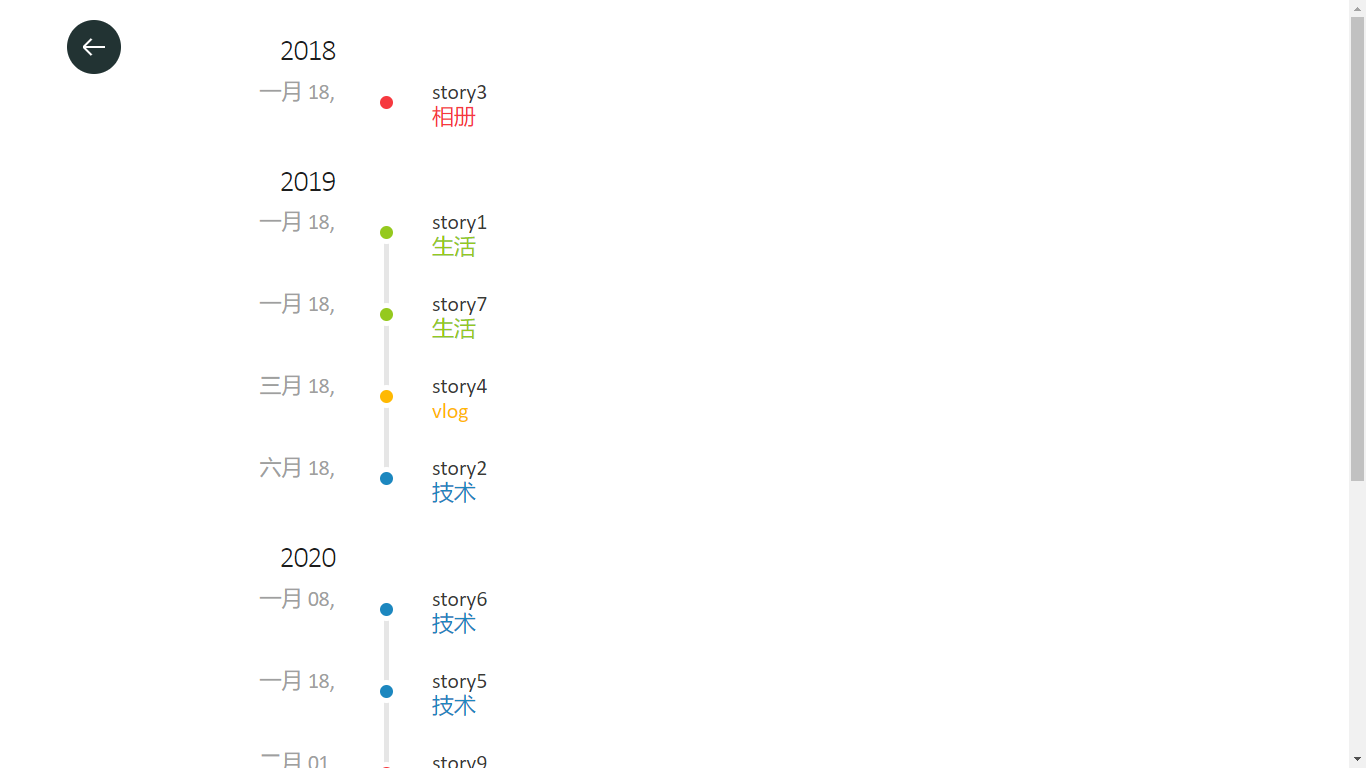 2018
一月 18,
story3
相册
2019
一月 18,
story1
生活
一月 18,
story7
生活
三月 18,
story4
vlog
六月 18,
story2
技术
2020
一月 08,
story6
技术
一月 18,
story5
技术
二月 01
story9